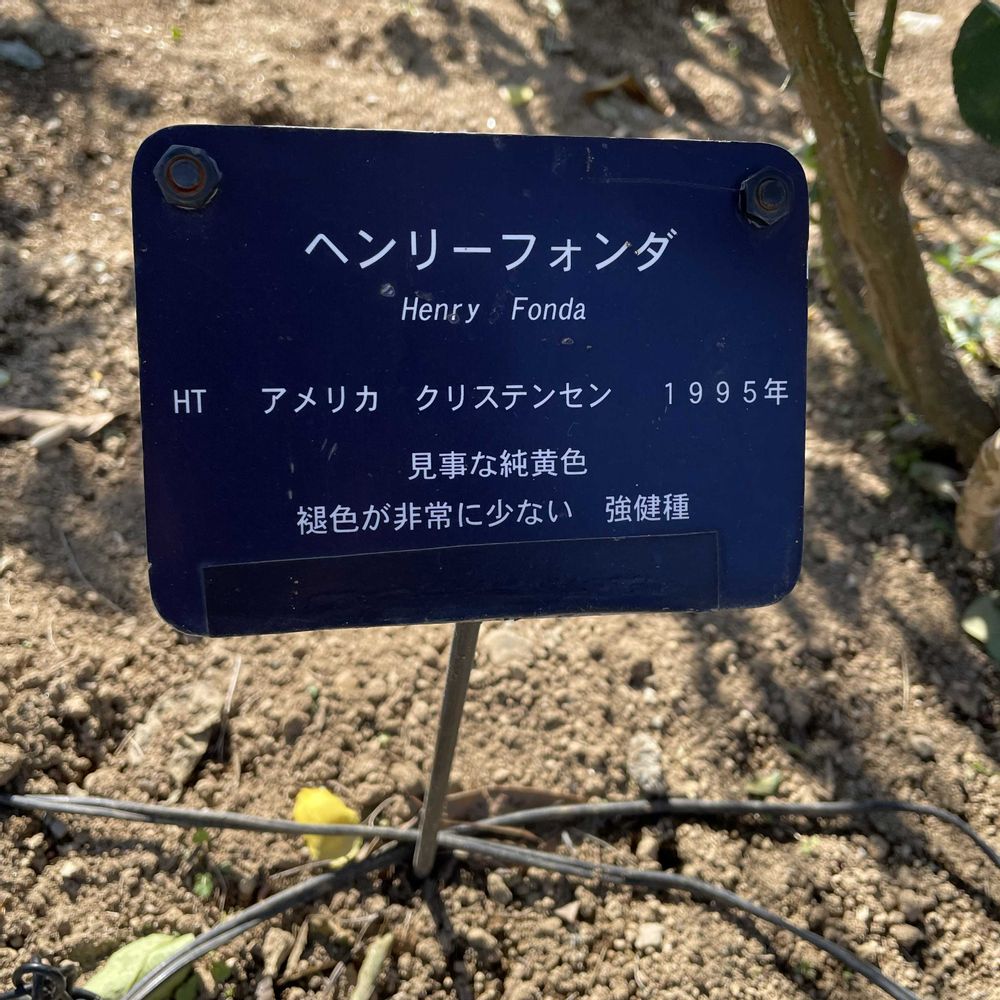 ヘンリーフォンダ
Henry Fonda
HT アメリカ クリステンセン 1995年
見事な純黄色
褪色が非常に少ない 強健種